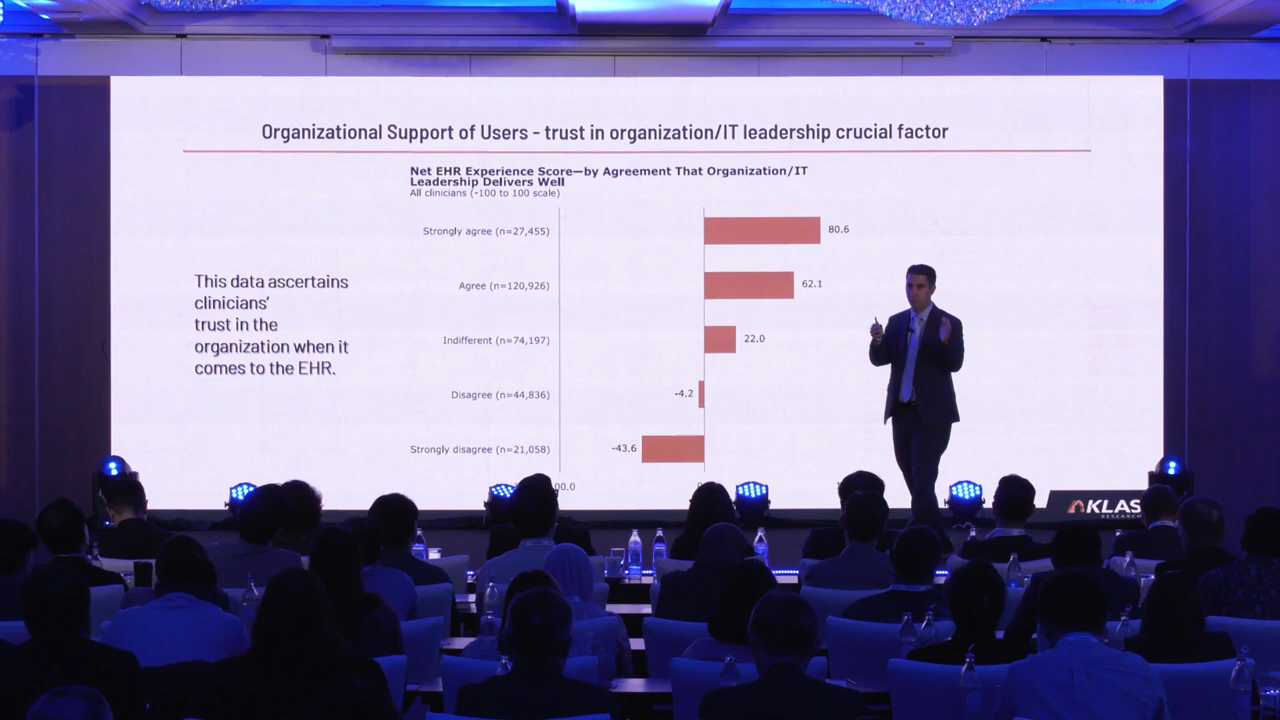 Organizational Support of Users - trust in organization/IT leadership crucial factor
Net EHR Experience Score—by Agreement That Organization/IT
Leadership Delivers Well
All clinicians (-100 to 100 scale)
Strongly agree (n=27,455)
80.6
Agree (n=120,926)
62.1
Indifferent (n=74,197)
22.0
Disagree (n=44,836)
-4.2
Strongly disagree (n=21,058)
-43.6
This data ascertains
clinicians'
trust in the
organization when it
comes to the EHR.
KLAS
RESEARCH